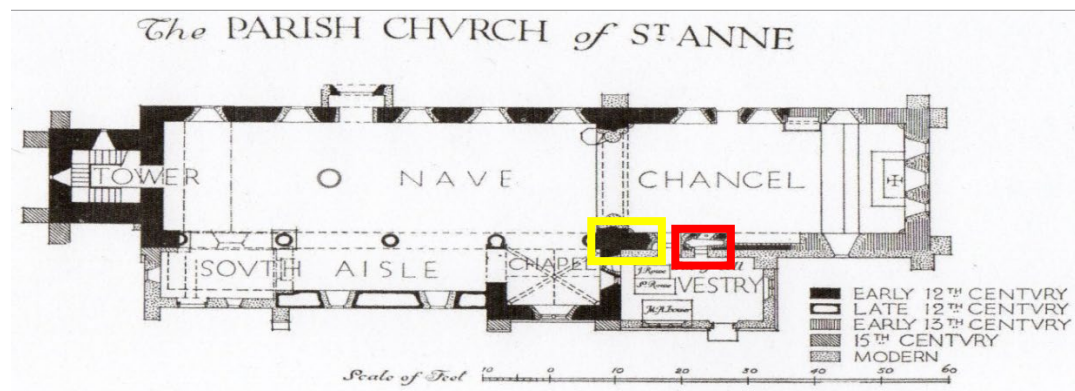 The PARISH CHVRCH of ST ANNE
TOWER
NAVE
CHANCEL
SOVTH AISLE
CHAPEL
VESTRY
EARLY 12TH CENTVRY
LATE 12TH CENTVRY
EARLY 13TH CENTVRY
15TH CENTVRY
MODERN
Scale of Feet 10 0 10 20 30 40 50 60